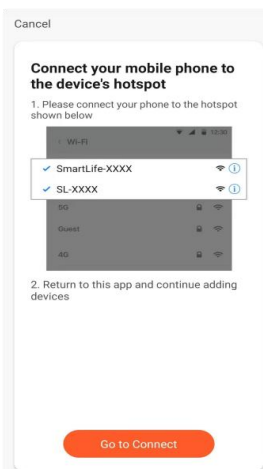 Cancel
Connect your mobile phone to
the device's hotspot
1. Please connect your phone to the hotspot
shown below
12:30
Wi-Fi
SmartLife-XXXX
SL-XXXX
5G
Guest
4G
2. Return to this app and continue adding
devices
Go to Connect